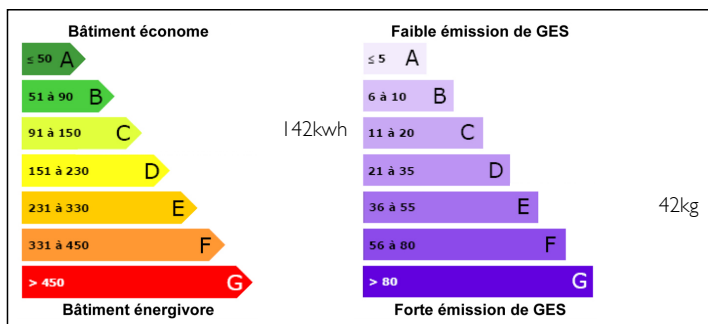 Bâtiment économe
≤ 50 A
51 à 90 B
91 à 150 C
142kwh
151 à 230 D
231 à 330 E
331 à 450 F
> 450 G
Bâtiment énergivore
Faible émission de GES
≤ 5 A
6 à 10 B
11 à 20 C
21 à 35 D
36 à 55 E
42kg
56 à 80 F
> 80 G
Forte émission de GES